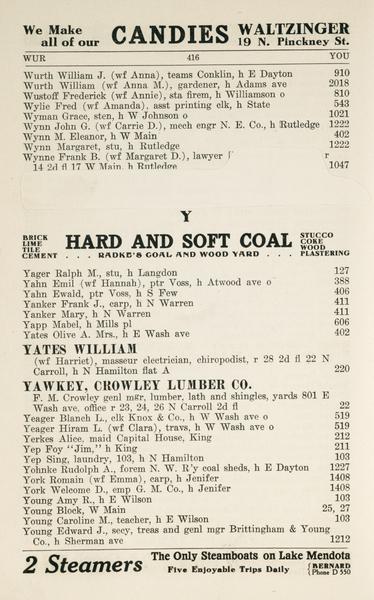 We Make all of our CANDIES WALTZINGER 19 N. Pinckney St.
WUR 416 YOU
Wurth William J. (wf Anna), teams Conklin, h E Dayton 910
Wurth William (wf Anna M.), gardener, h Adams ave 2018
Wustoff Frederick (wf Annie), sta firem, h Williamson o 810
Wylie Fred (wf Amanda), asst printing clk, h State 543
Wyman Grace, sten, h W Johnson o 1021
Wynn John G. (wf Carrie D.), mech engr N. E. Co., h Rutledge 1222
Wynn M. Eleanor, h W Main 402
Wynn Margaret, stu, h Rutledge 1222
Wynne Frank B. (wf Margaret D.), lawyer r
14 2d fl 17 W Main, h Rutledge 1047
Y
BRICK LIME TILE CEMENT HARD AND SOFT COAL STUCCO COKE WOOD PLASTERING
. . . RADKE'S COAL AND WOOD YARD . . .
Yager Ralph M., stu, h Langdon 127
Yahn Emil (wf Hannah), ptr Voss, h Atwood ave o 388
Yahn Ewald, ptr Voss, h S Few 406
Yanker Frank J., carp, h N Warren 411
Yanker Mary, h N Warren 411
Yapp Mabel, h Mills pl 606
Yates Olive A. Mrs., h E Wash ave 402
YATES WILLIAM
(wf Harriet), masseur electrician, chiropodist, r 28 2d fl 22 N
Carroll, h N Hamilton flat A 220
YAWKEY, CROWLEY LUMBER CO.
F. M. Crowley genl mgr, lumber, lath and shingles, yards 801 E
Wash ave, office r 23, 24, 26 N Carroll 2d fl 22
Yeager Blanch L., clk Knox & Co., h W Wash ave o 519
Yeager Hiram L. (wf Clara), travs, h W Wash ave o 519
Yerkes Alice, maid Capital House, King 212
Yep Foy "Jim," h King 211
Yep Sing, laundry, 103, h N Hamilton 103
Yohnke Rudolph A., forem N. W. R'y coal sheds, h E Dayton 1227
York Romain (wf Emma), carp, h Jenifer 1408
York Welcome D., emp G. M. Co., h Jenifer 1408
Young Amy R., h E Wilson 103
Young Block, W Main 25, 27
Young Caroline M., teacher, h E Wilson 103
Young Edward J., secy, treas and genl mgr Brittingham & Young
Co., h Sherman ave 1212
2 Steamers The Only Steamboats on Lake Mendota
Five Enjoyable Trips Daily {BERNARD
{Phone D 550